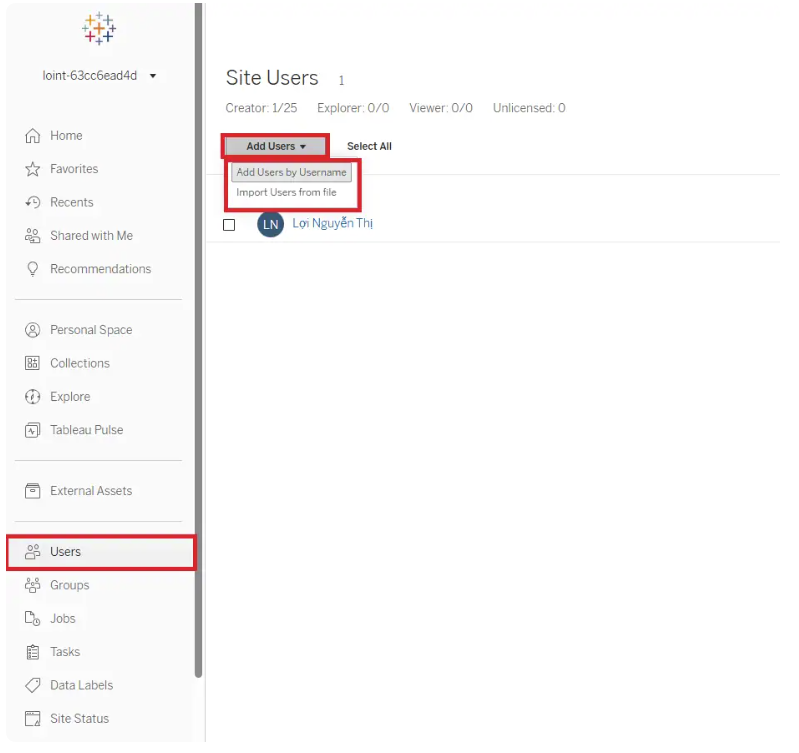 loint-63cc6ead4d
Home
Favorites
Recents
Shared with Me
Recommendations
Personal Space
Collections
Explore
Tableau Pulse
External Assets
Users
Groups
Jobs
Tasks
Data Labels
Site Status
Site Users 1
Creator: 1/25 Explorer: 0/0 Viewer: 0/0 Unlicensed: 0
Add Users Select All
Add Users by Username
Import Users from file
LN Lợi Nguyễn Thị